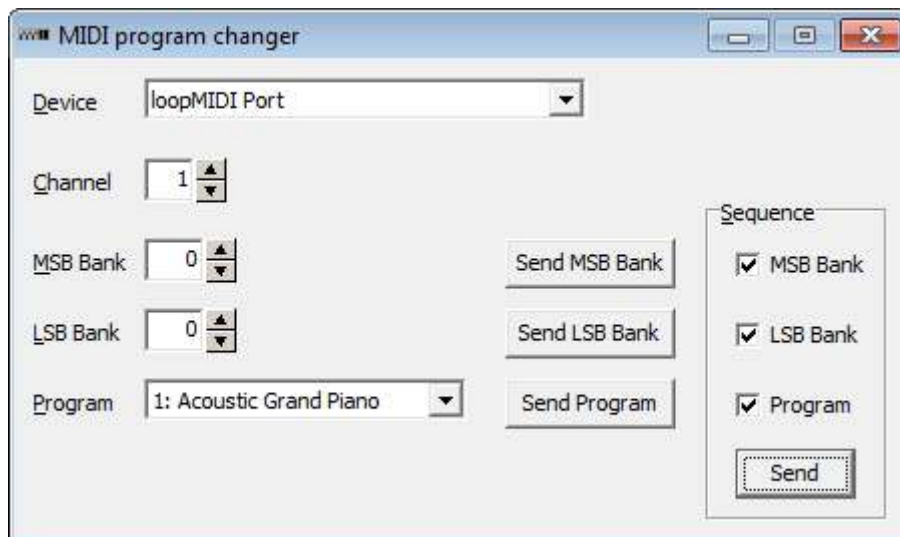 MIDI program changer
Device loopMIDI Port
Channel 1
Sequence
MSB Bank 0 Send MSB Bank MSB Bank
LSB Bank 0 Send LSB Bank LSB Bank
Program 1: Acoustic Grand Piano Send Program Program
Send